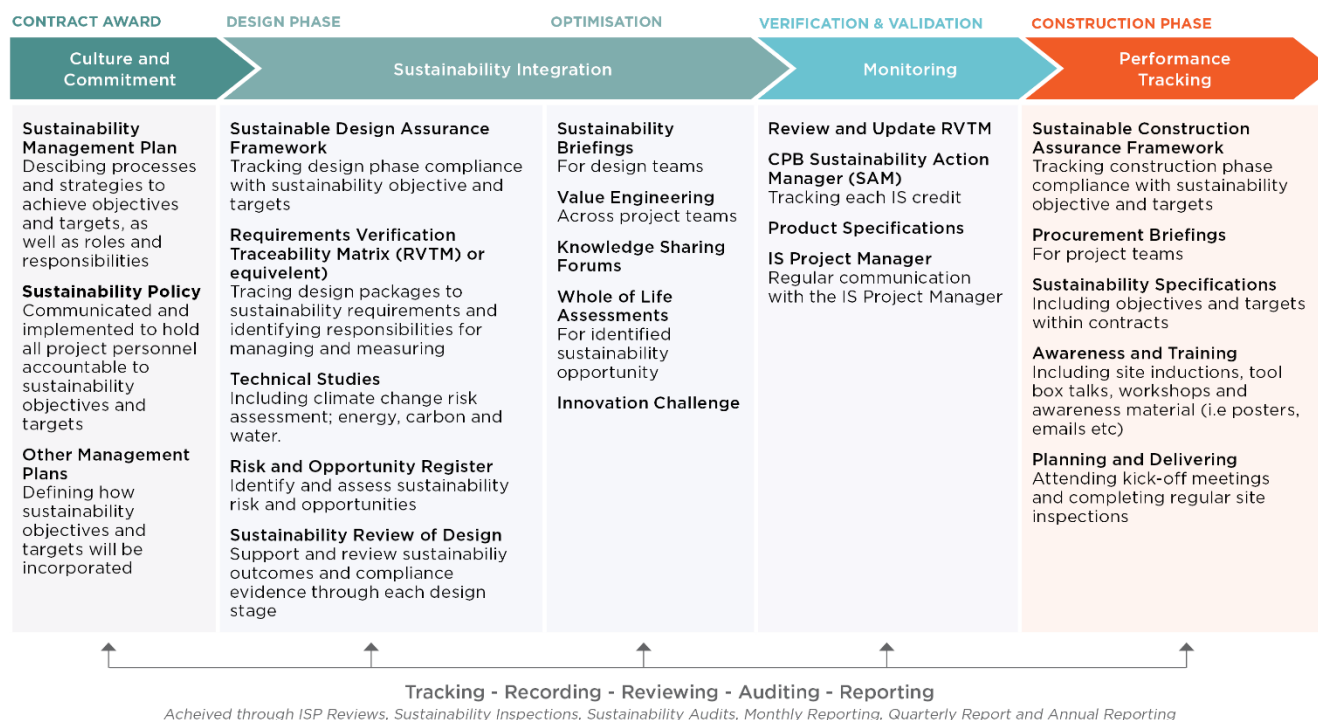 CONTRACT AWARD
DESIGN PHASE
OPTIMISATION
VERIFICATION & VALIDATION
CONSTRUCTION PHASE
Culture and
Commitment
Sustainability Integration
Monitoring
Performance
Tracking
Sustainability
Management Plan
Descibing processes
and strategies to
achieve objectives
and targets, as
well as roles and
responsibilities
Sustainability Policy
Communicated and
implemented to hold
all project personnel
accountable to
sustainability
objectives and
targets
Other Management
Plans
Defining how
sustainability
objectives and
targets will be
incorporated
Sustainable Design Assurance
Framework
Tracking design phase compliance
with sustainability objective and
targets
Requirements Verification
Traceability Matrix (RVTM) or
equivelent)
Tracing design packages to
sustainability requirements and
identifying responsibilities for
managing and measuring
Technical Studies
Including climate change risk
assessment; energy, carbon and
water.
Risk and Opportunity Register
Identify and assess sustainability
risk and opportunities
Sustainability Review of Design
Support and review sustainabiliy
outcomes and compliance
evidence through each design
stage
Sustainability
Briefings
For design teams
Value Engineering
Across project teams
Knowledge Sharing
Forums
Whole of Life
Assessments
For identified
sustainability
opportunity
Innovation Challenge
Review and Update RVTM
CPB Sustainability Action
Manager (SAM)
Tracking each IS credit
Product Specifications
IS Project Manager
Regular communication
with the IS Project Manager
Sustainable Construction
Assurance Framework
Tracking construction phase
compliance with sustainability
objective and targets
Procurement Briefings
For project teams
Sustainability Specifications
Including objectives and targets
within contracts
Awareness and Training
Including site inductions, tool
box talks, workshops and
awareness material (i.e posters,
emails etc)
Planning and Delivering
Attending kick-off meetings
and completing regular site
inspections
Tracking - Recording - Reviewing - Auditing - Reporting
Acheived through ISP Reviews, Sustainability Inspections, Sustainability Audits, Monthly Reporting, Quarterly Report and Annual Reporting